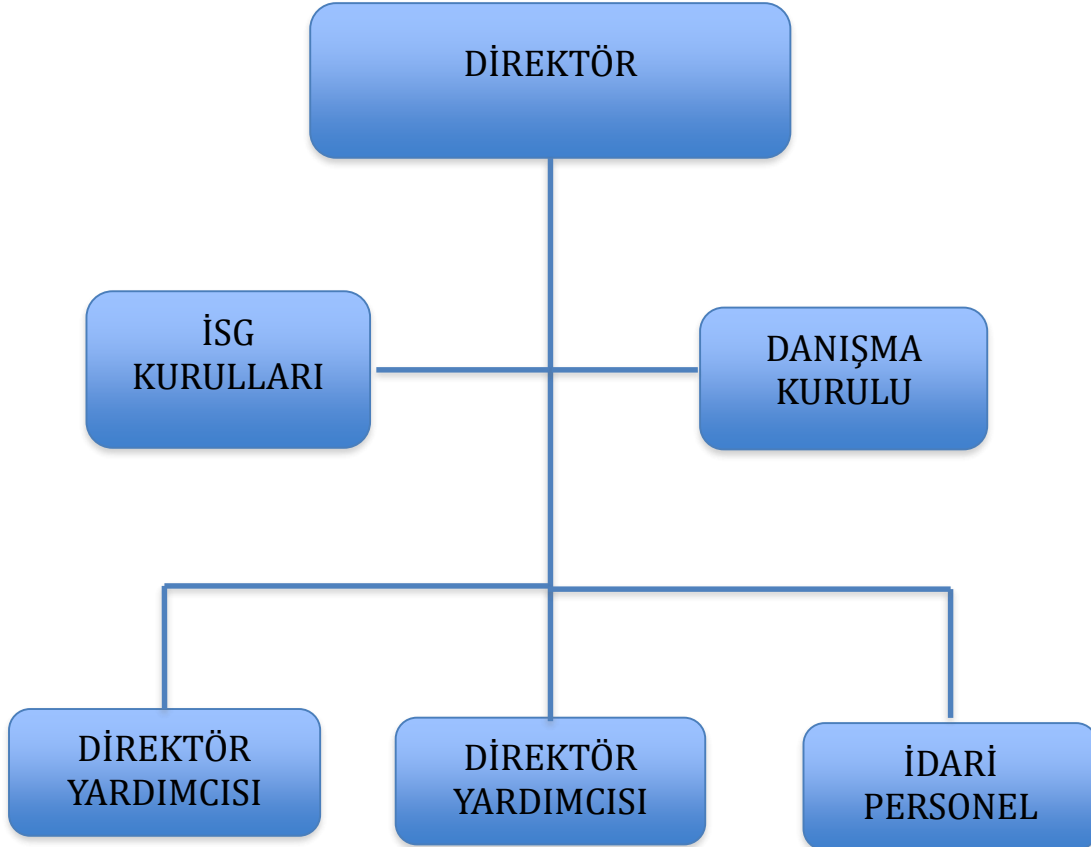 DİREKTÖR
İSG
KURULLARI
DANIŞMA
KURULU
DİREKTÖR
YARDIMCISI
DİREKTÖR
YARDIMCISI
İDARİ
PERSONEL